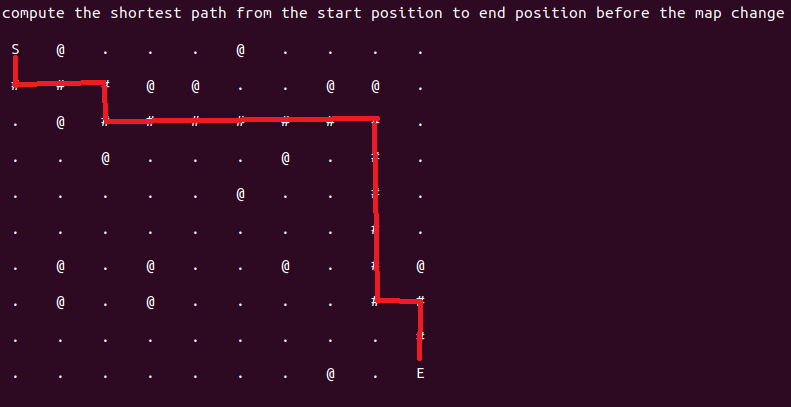 compute the shortest path from the start position to end position before the map change
S @ . . . @ . . . .
# # # @ @ . . @ @ .
. @ # # # # # # # .
. . @ . . . @ . # .
. . . . . @ . . # .
. . . . . . . . # .
. @ . @ . . @ . # @
. @ . @ . . . . # #
. . . . . . . . . #
. . . . . . . @ . E